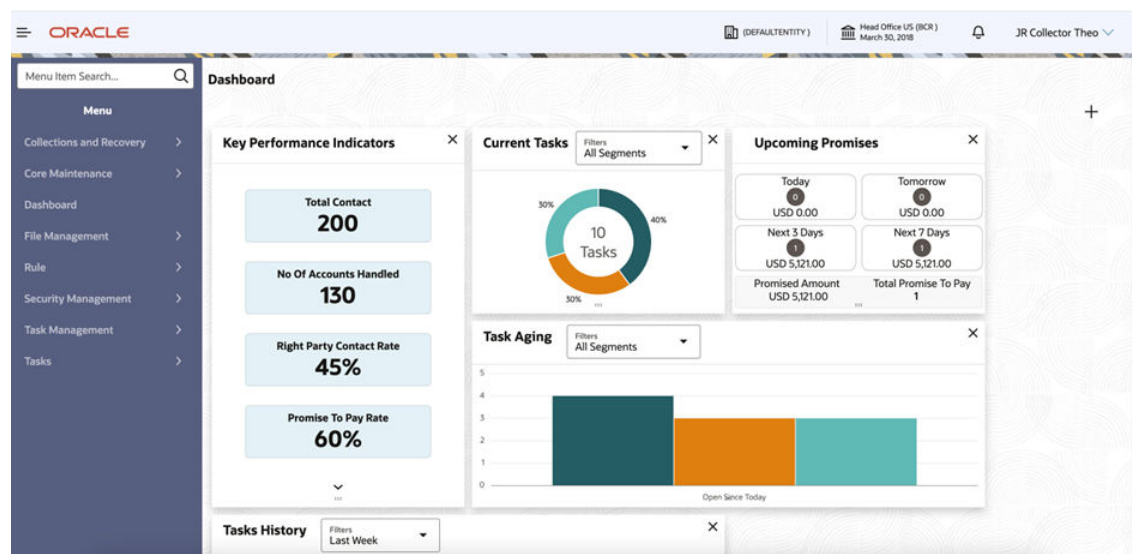 ORACLE
(DEFAULTENTITY )
Head Office US (BCR )
March 30, 2018
JR Collector Theo
Menu Item Search...
Menu
Collections and Recovery
Core Maintenance
Dashboard
File Management
Rule
Security Management
Task Management
Tasks
Dashboard
+
Key Performance Indicators
Total Contact
200
No Of Accounts Handled
130
Right Party Contact Rate
45%
Promise To Pay Rate
60%
Current Tasks
Filters
All Segments
30%
40%
10
Tasks
30%
Upcoming Promises
Today
0
USD 0.00
Tomorrow
0
USD 0.00
Next 3 Days
1
USD 5,121.00
Next 7 Days
1
USD 5,121.00
Promised Amount
USD 5,121.00
Total Promise To Pay
1
Task Aging
Filters
All Segments
5
4
3
2
1
0
Open Since Today
Tasks History
Filters
Last Week